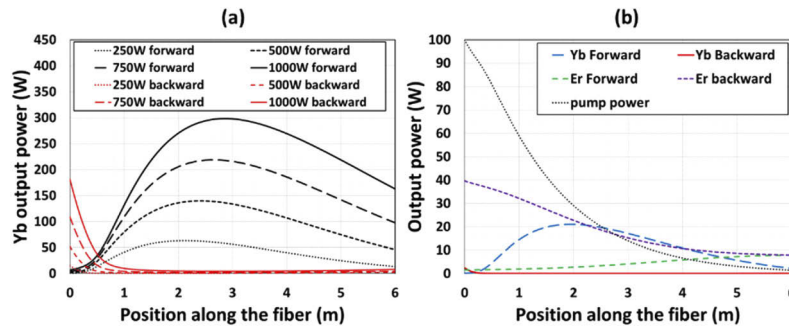 (a)
450
400
350
300
250
200
150
100
50
0
Yb output power (W)
250W forward 500W forward
750W forward 1000W forward
250W backward 500W backward
750W backward 1000W backward
0 1 2 3 4 5 6
Position along the fiber (m)
(b)
100
90
80
70
60
50
40
30
20
10
0
Output power (W)
Yb Forward Yb Backward
Er Forward Er backward
pump power
0 1 2 3 4 5 6
Position along the fiber (m)